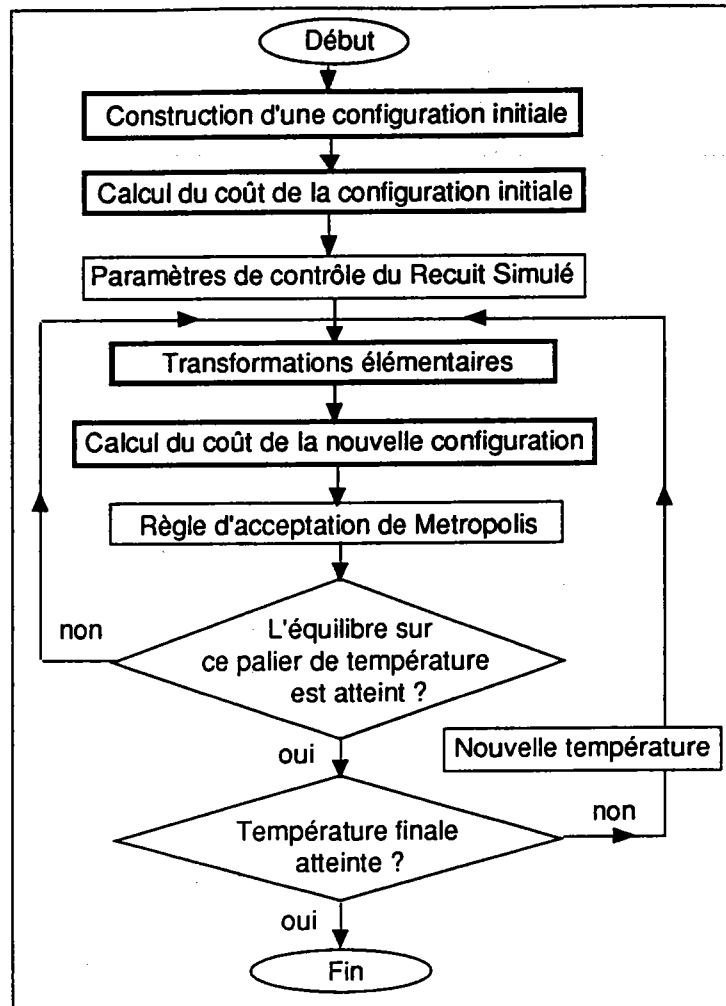 Début
Construction d'une configuration initiale
Calcul du coût de la configuration initiale
Paramètres de contrôle du Recuit Simulé
Transformations élémentaires
Calcul du coût de la nouvelle configuration
Règle d'acceptation de Metropolis
non
L'équilibre sur
ce palier de température
est atteint ?
oui
Nouvelle température
non
Température finale
atteinte ?
oui
Fin